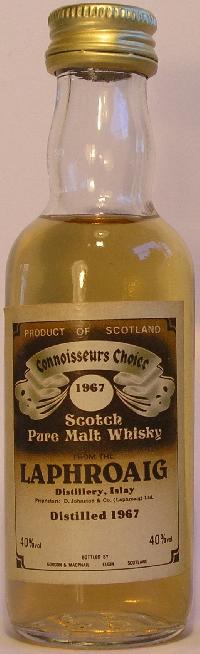 PRODUCT OF SCOTLAND
Connoisseurs Choice
1967
Scotch
Pure Malt Whisky
FROM THE
LAPHROAIG
Distillery, Islay
Proprietors: D. Johnston & Co. (Laphroaig) Ltd.
Distilled 1967
40%vol 40%vol
BOTTLED BY
GORDON & MACPHAIL ELGIN SCOTLAND